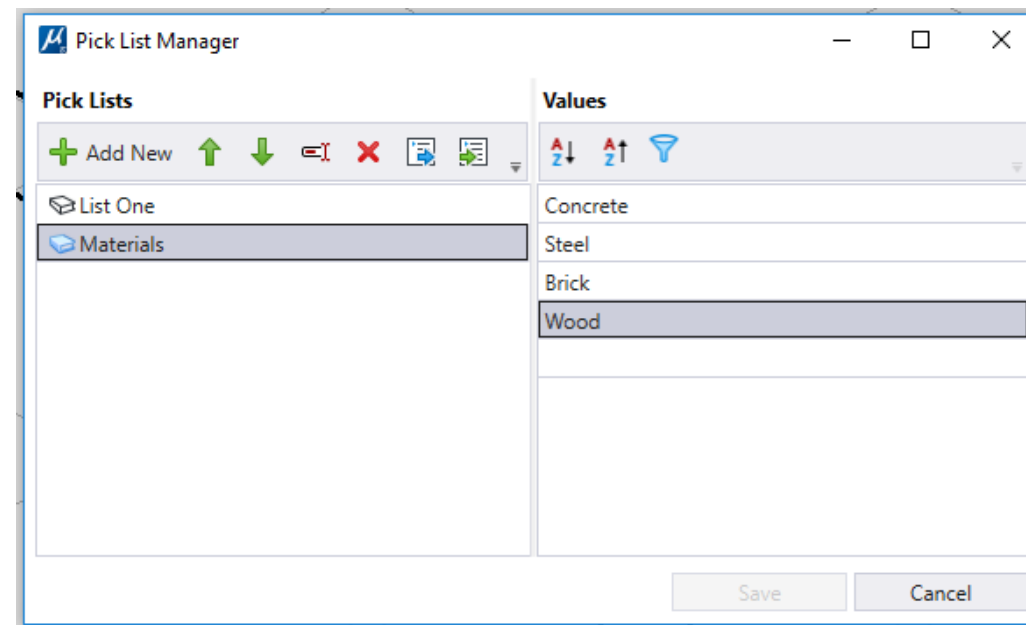 Pick List Manager
Pick Lists
Values
Add New
List One
Materials
Concrete
Steel
Brick
Wood
Save
Cancel